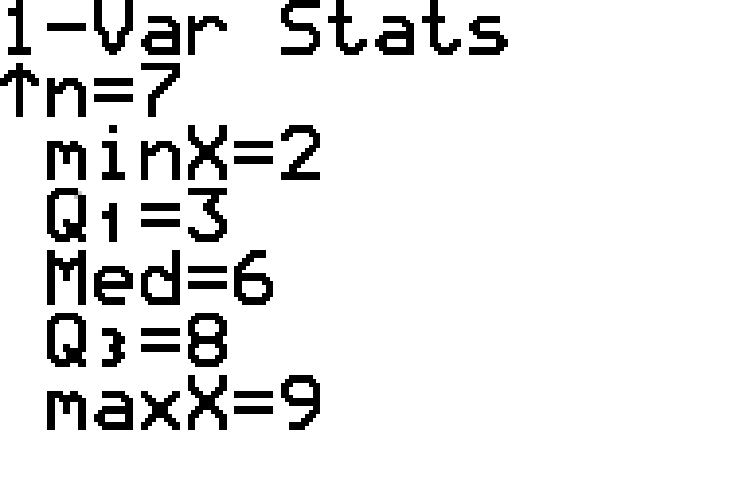 1-Var Stats
↑n=7
minX=2
Q₁=3
Med=6
Q₃=8
maxX=9